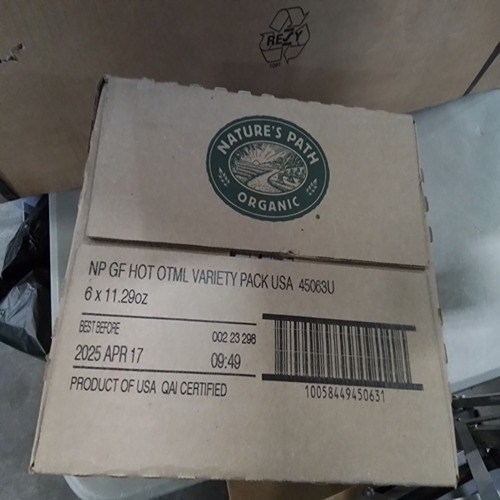 RESY
NATURE'S PATH
ORGANIC
NP GF HOT OTML VARIETY PACK USA 45063U
6 x 11.29oz
BEST BEFORE
002 23 298
2025 APR 17
09:49
PRODUCT OF USA QAI CERTIFIED
10058449450631